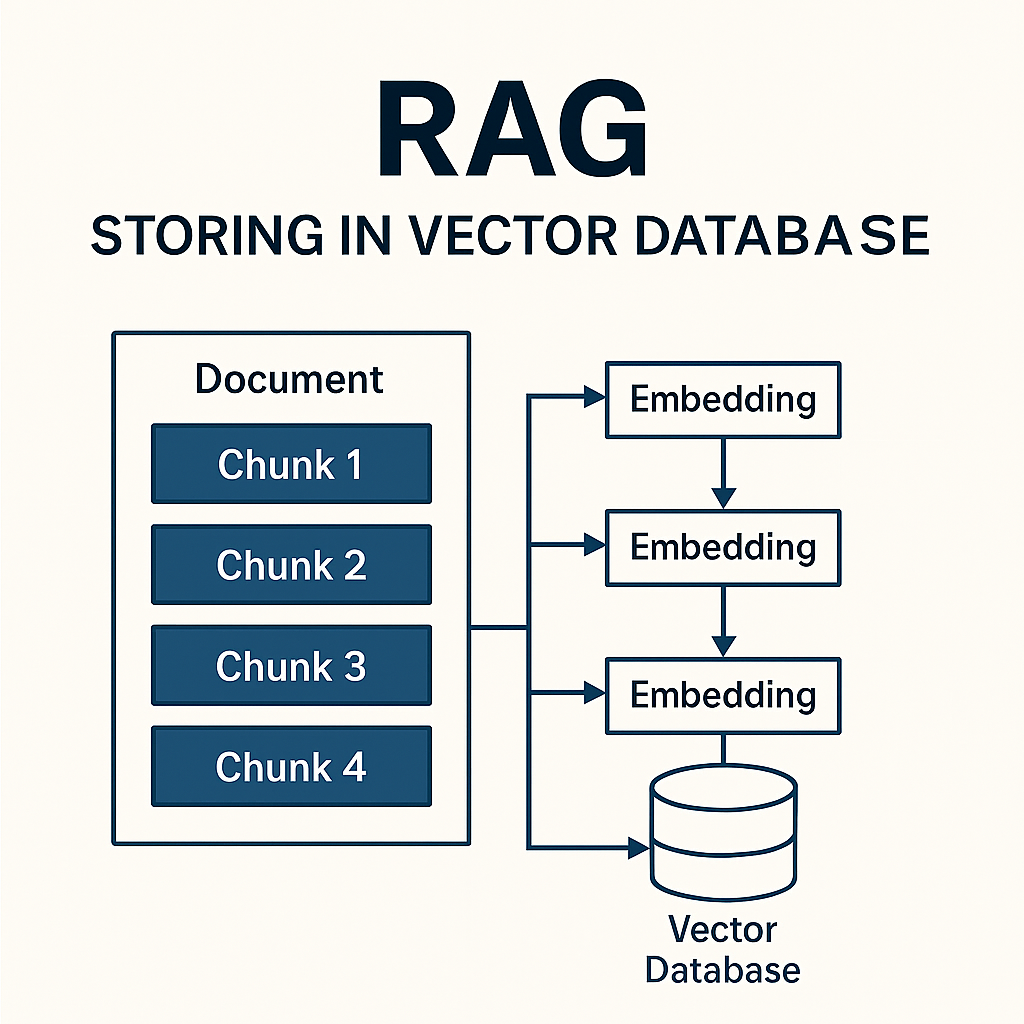 RAG
STORING IN VECTOR DATABASE
Document
Chunk 1
Chunk 2
Chunk 3
Chunk 4
Embedding
Embedding
Embedding
Vector
Database